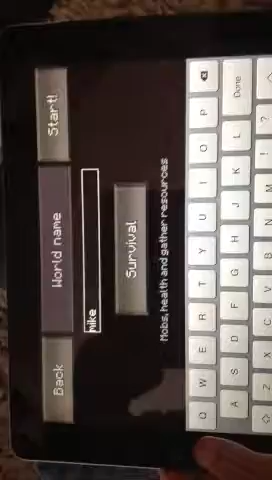 Back World name Start!
mike
Survival
Mobs, health and gather resources
Q W E R T Y U I O P
A S D F G H J K L Done
Z X C V B N M ! ?